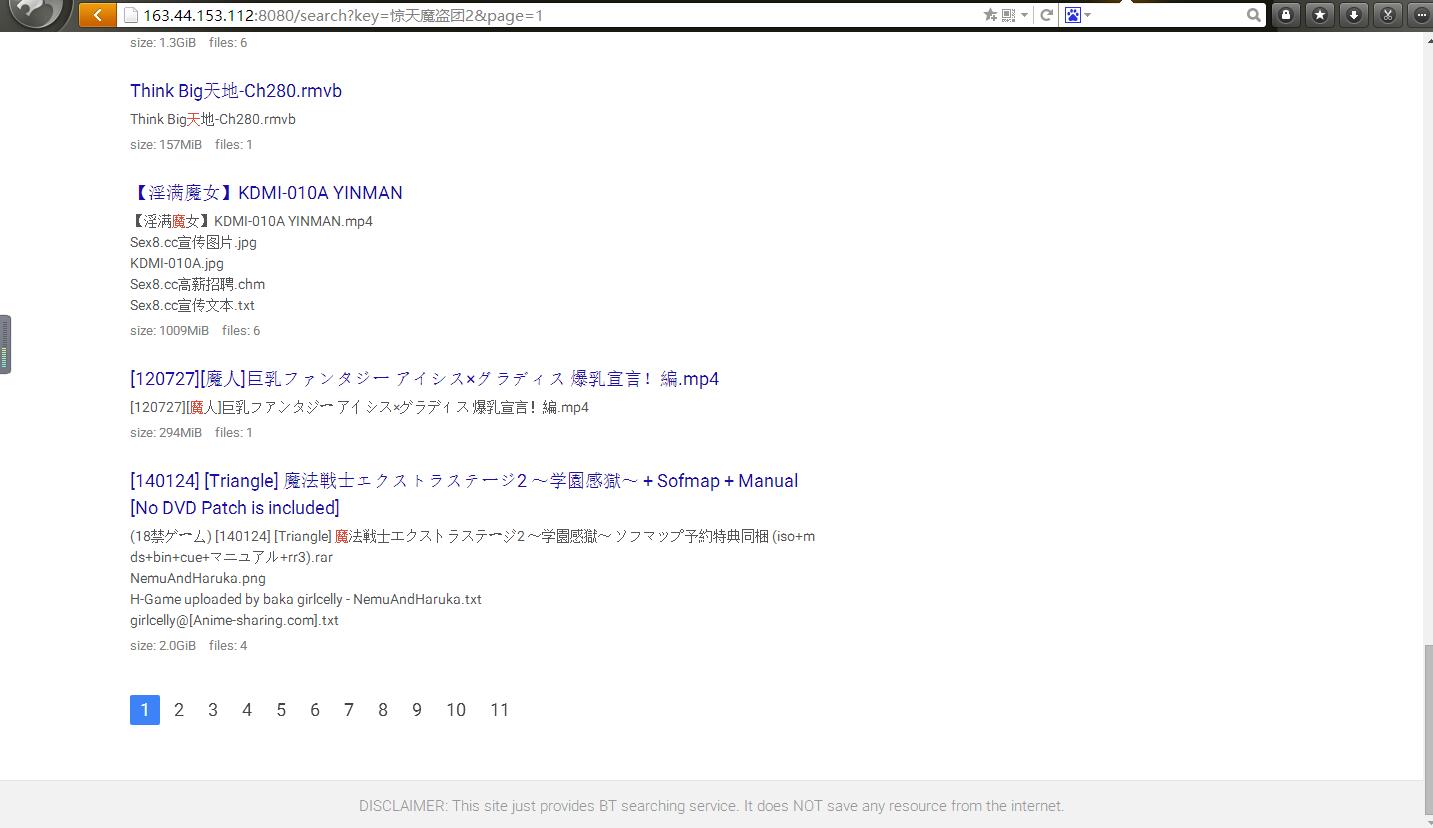 163.44.153.112:8080/search?key=惊天魔盗团2&page=1
size: 1.3GiB files: 6
Think Big天地-Ch280.rmvb
Think Big天地-Ch280.rmvb
size: 157MiB files: 1
【淫满魔女】KDMI-010A YINMAN
【淫满魔女】KDMI-010A YINMAN.mp4
Sex8.cc宣传图片.jpg
KDMI-010A.jpg
Sex8.cc高薪招聘.chm
Sex8.cc宣传文本.txt
size: 1009MiB files: 6
[120727][魔人]巨乳ファンタジー アイシス×グラディス 爆乳宣言！編.mp4
[120727][魔人]巨乳ファンタジー アイシス×グラディス 爆乳宣言！編.mp4
size: 294MiB files: 1
[140124] [Triangle] 魔法戦士エクストラステージ2 ～学園感獄～ + Sofmap + Manual
[No DVD Patch is included]
(18禁ゲーム) [140124] [Triangle] 魔法戦士エクストラステージ2 ～学園感獄～ ソフマップ予約特典同梱 (iso+m
ds+bin+cue+マニュアル+rr3).rar
NemuAndHaruka.png
H-Game uploaded by baka girlcelly - NemuAndHaruka.txt
girlcelly@[Anime-sharing.com].txt
size: 2.0GiB files: 4
1 2 3 4 5 6 7 8 9 10 11
DISCLAIMER: This site just provides BT searching service. It does NOT save any resource from the internet.